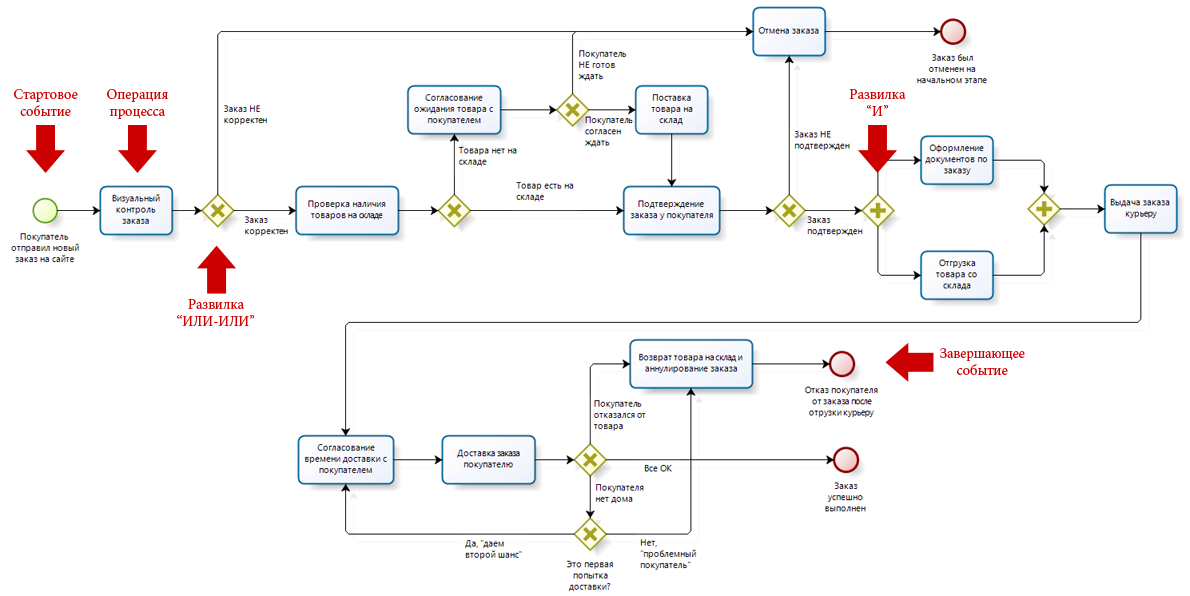 Отмена заказа
Заказ был
отменен на
начальном этапе
Покупатель
НЕ готов
ждать
Стартовое
событие
Операция
процесса
Заказ НЕ
корректен
Согласование
ожидания товара с
покупателем
Покупатель
согласен
ждать
Поставка
товара на
склад
Развилка
“И”
Заказ НЕ
подтвержден
Оформление
документов по
заказу
Товара нет на
складе
Товар есть на
складе
Визуальный
контроль
заказа
Проверка наличия
товаров на складе
Подтверждение
заказа у покупателя
Выдача заказа
курьеру
Заказ
корректен
Заказ
подтвержден
Покупатель
отправил новый
заказ на сайте
Отгрузка
товара со
склада
Развилка
“ИЛИ-ИЛИ”
Возврат товара на склад и
аннулирование заказа
Завершающее
событие
Отказ покупателя
от заказа после
отрузки курьеру
Покупатель
отказался от
товара
Согласование
времени доставки с
покупателем
Доставка заказа
покупателю
Все ОК
Заказ
успешно
выполнен
Покупателя
нет дома
Да, "даем
второй шанс"
Нет,
"проблемный
покупатель"
Это первая
попытка
доставки?